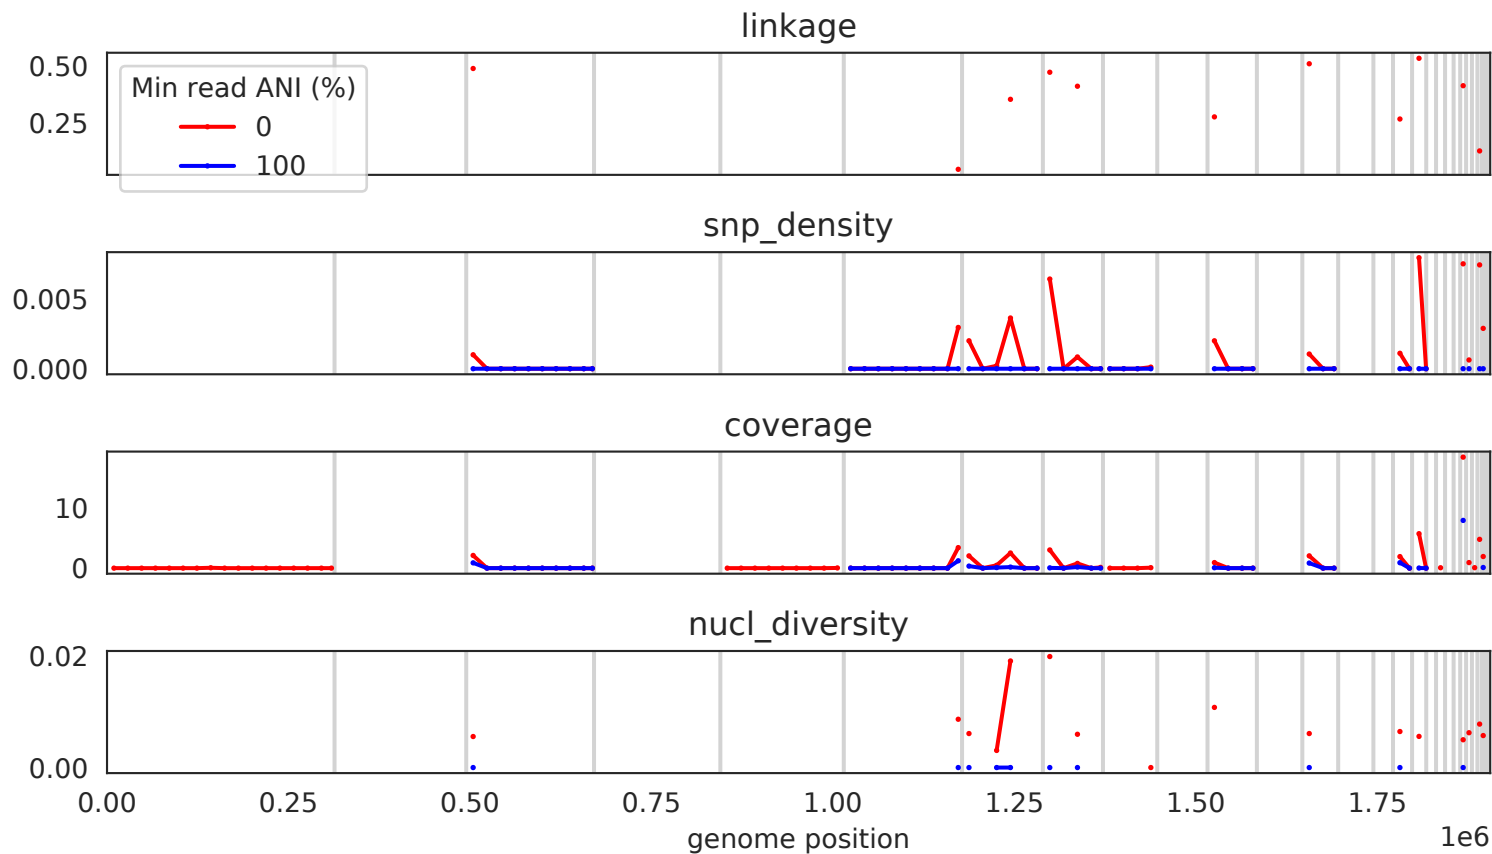 linkage
0.50
0.25
Min read ANI (%)
0
100
snp_density
0.005
0.000
coverage
10
0
nucl_diversity
0.02
0.00
0.00 0.25 0.50 0.75 1.00 1.25 1.50 1.75
genome position
1e6